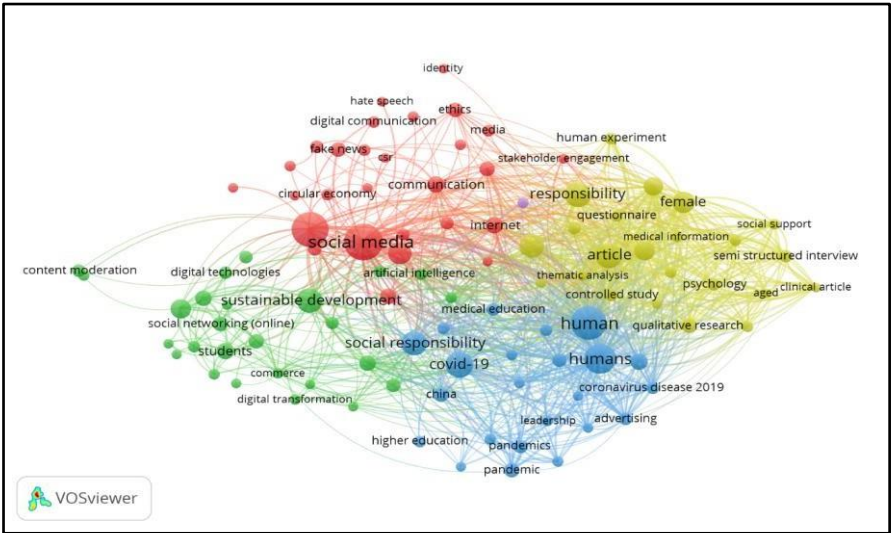 identity
hate speech
ethics
digital communication
media
human experiment
fake news
csr
stakeholder engagement
communication
circular economy
responsibility
female
questionnaire
internet
social support
social media
medical information
article
semi structured interview
content moderation
digital technologies
artificial intelligence
thematic analysis
psychology
clinical article
aged
controlled study
sustainable development
medical education
social networking (online)
human
qualitative research
social responsibility
students
humans
covid-19
commerce
coronavirus disease 2019
china
digital transformation
leadership
advertising
higher education
pandemics
pandemic
VOSviewer